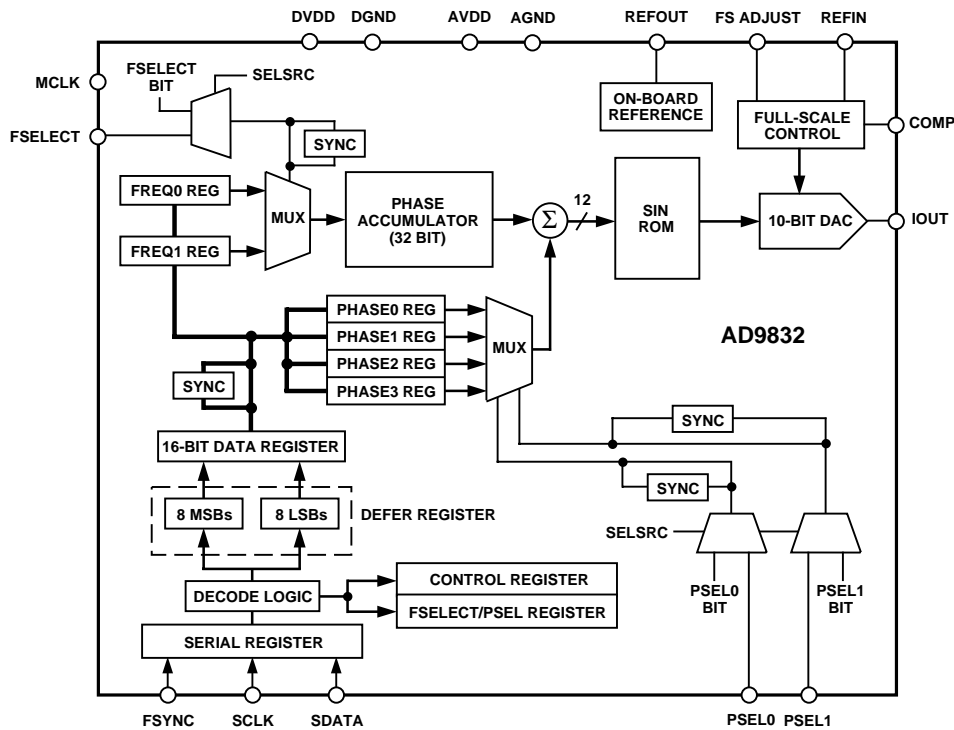 DVDD
DGND
AVDD
AGND
REFOUT
FS ADJUST
REFIN
MCLK
FSELECT
BIT
SELSRC
FSELECT
SYNC
ON-BOARD
REFERENCE
FULL-SCALE
CONTROL
COMP
FREQ0 REG
FREQ1 REG
MUX
PHASE
ACCUMULATOR
(32 BIT)
Σ
12
SIN
ROM
10-BIT DAC
IOUT
PHASE0 REG
PHASE1 REG
PHASE2 REG
PHASE3 REG
MUX
AD9832
SYNC
SYNC
16-BIT DATA REGISTER
SYNC
8 MSBs
8 LSBs
DEFER REGISTER
SELSRC
DECODE LOGIC
CONTROL REGISTER
FSELECT/PSEL REGISTER
PSEL0
BIT
PSEL1
BIT
SERIAL REGISTER
FSYNC
SCLK
SDATA
PSEL0
PSEL1